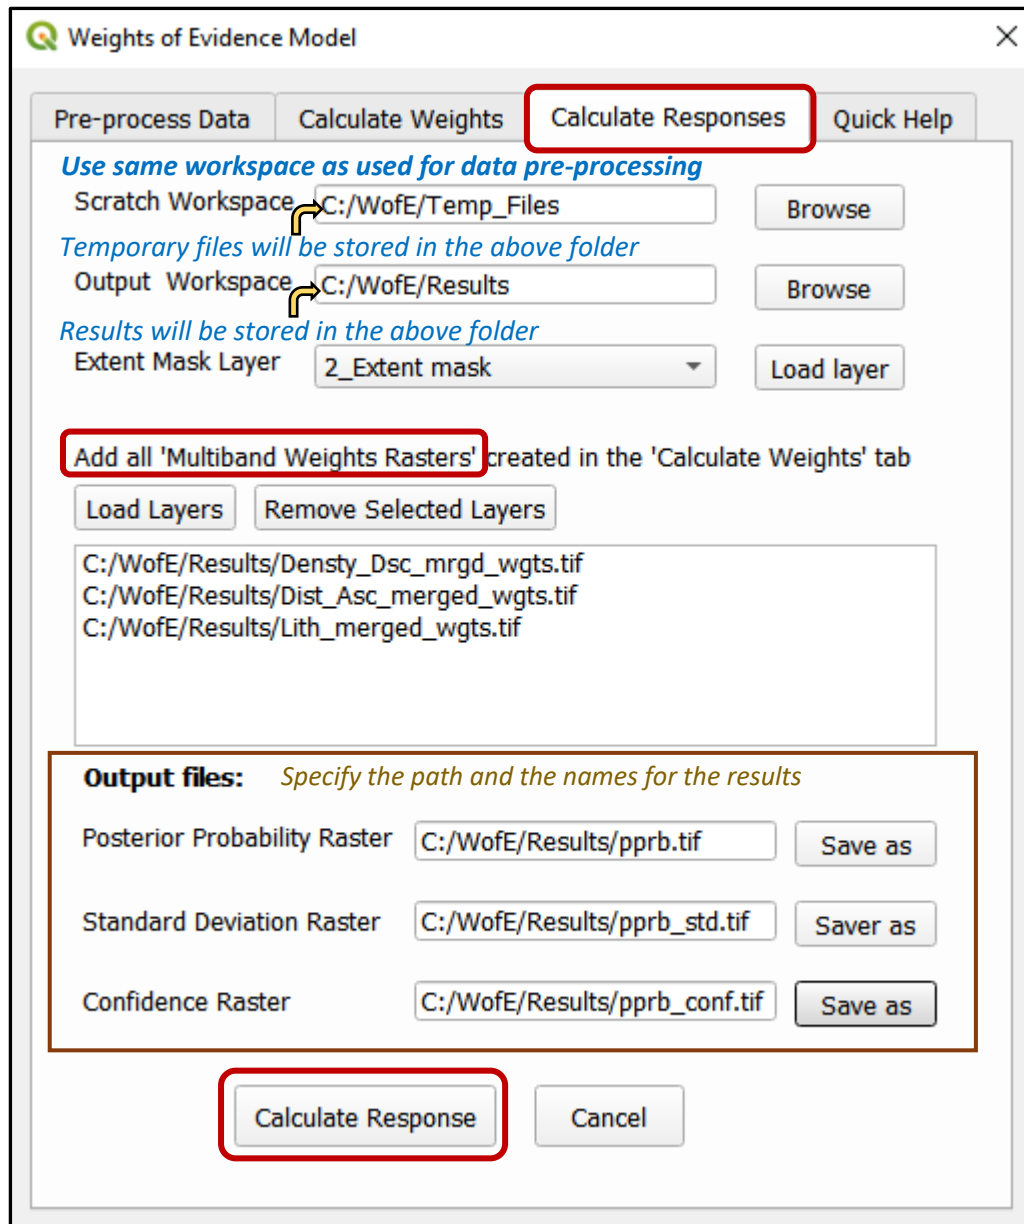 Weights of Evidence Model
Pre-process Data Calculate Weights Calculate Responses Quick Help
Use same workspace as used for data pre-processing
Scratch Workspace C:/WofE/Temp_Files Browse
Temporary files will be stored in the above folder
Output Workspace C:/WofE/Results Browse
Results will be stored in the above folder
Extent Mask Layer 2_Extent mask Load layer
Add all 'Multiband Weights Rasters' created in the 'Calculate Weights' tab
Load Layers Remove Selected Layers
C:/WofE/Results/Densty_Dsc_mrgd_wgts.tif
C:/WofE/Results/Dist_Asc_merged_wgts.tif
C:/WofE/Results/Lith_merged_wgts.tif
Output files: Specify the path and the names for the results
Posterior Probability Raster C:/WofE/Results/pprb.tif Save as
Standard Deviation Raster C:/WofE/Results/pprb_std.tif Saver as
Confidence Raster C:/WofE/Results/pprb_conf.tif Save as
Calculate Response Cancel